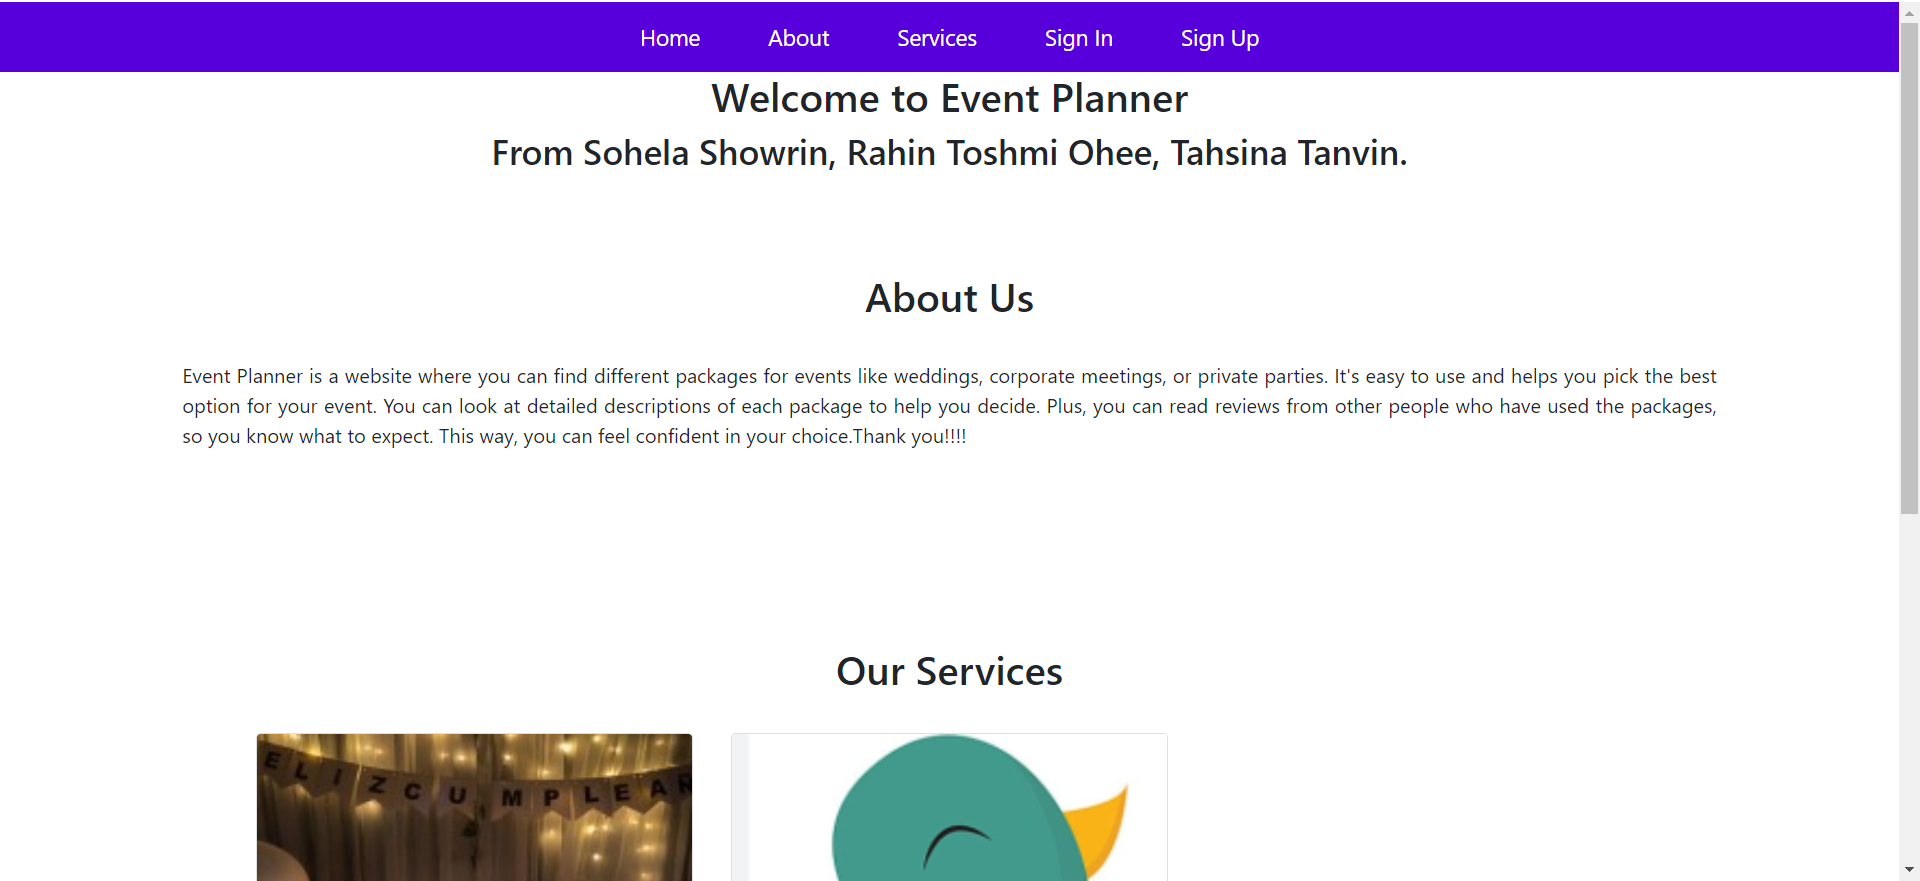 Home About Services Sign In Sign Up
Welcome to Event Planner
From Sohela Showrin, Rahin Toshmi Ohee, Tahsina Tanvin.
About Us
Event Planner is a website where you can find different packages for events like weddings, corporate meetings, or private parties. It's easy to use and helps you pick the best
option for your event. You can look at detailed descriptions of each package to help you decide. Plus, you can read reviews from other people who have used the packages,
so you know what to expect. This way, you can feel confident in your choice.Thank you!!!!
Our Services
ELIZCUMPLEAÑ